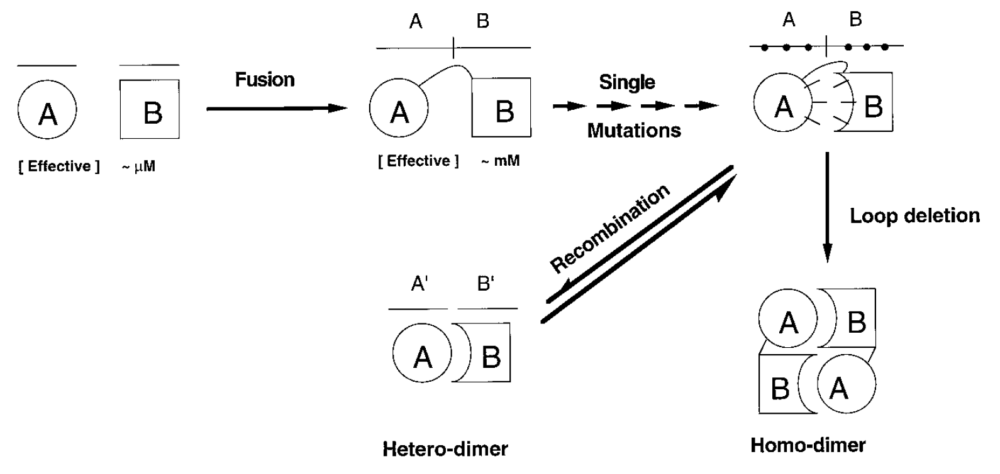 A B
Fusion
A B
[ Effective ] ~ μM
A B
[ Effective ] ~ mM
Single
Mutations
A B
A B
Recombination
Loop deletion
A' B'
A B
Hetero-dimer
A B
B A
Homo-dimer